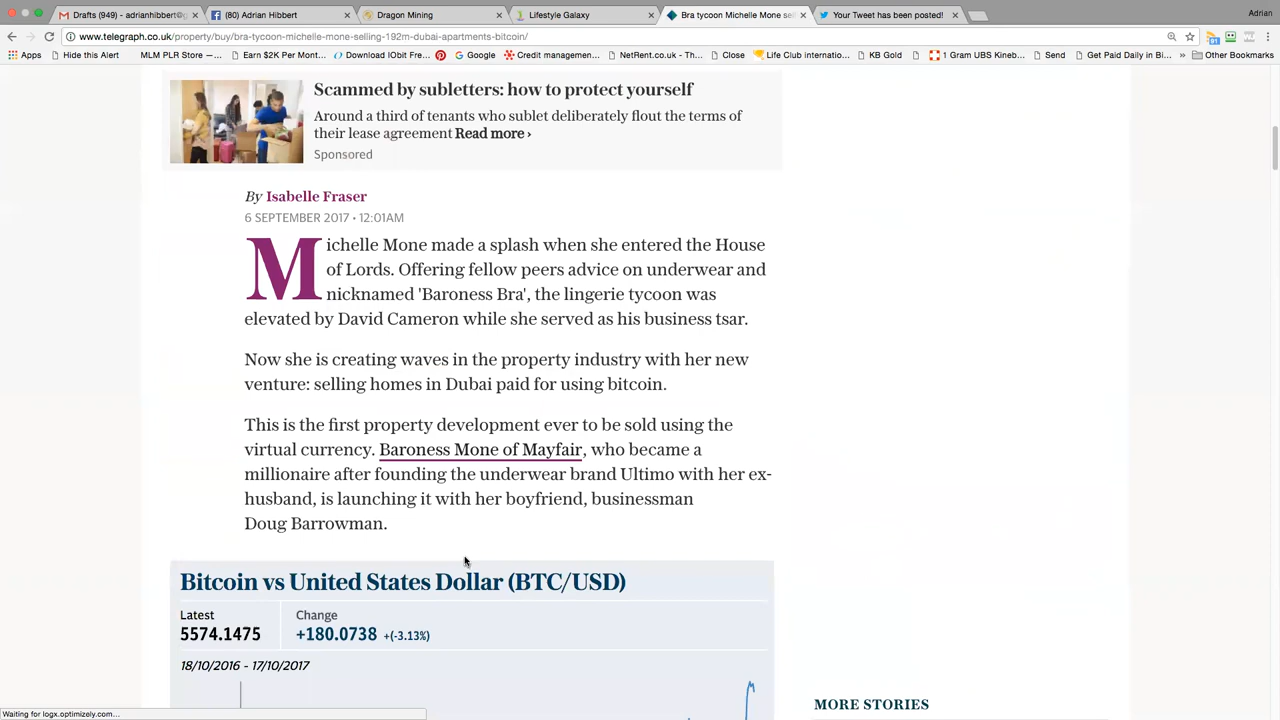 Drafts (949) - adrianhibbert@g
(80) Adrian Hibbert
Dragon Mining
Lifestyle Galaxy
Bra tycoon Michelle Mone sel
Your Tweet has been posted!
Adrian
www.telegraph.co.uk/property/buy/bra-tycoon-michelle-mone-selling-192m-dubai-apartments-bitcoin/
Apps
Hide this Alert
MLM PLR Store —...
Earn $2K Per Mont...
Download IObit Fre...
Google
Credit managemen...
NetRent.co.uk - Th...
Close
Life Club internatio...
KB Gold
1 Gram UBS Kineb...
Send
Get Paid Daily in Bi...
»
Other Bookmarks
Scammed by subletters: how to protect yourself
Around a third of tenants who sublet deliberately flout the terms of
their lease agreement Read more ›
Sponsored
By Isabelle Fraser
6 SEPTEMBER 2017 • 12:01AM
Michelle Mone made a splash when she entered the House
of Lords. Offering fellow peers advice on underwear and
nicknamed 'Baroness Bra', the lingerie tycoon was
elevated by David Cameron while she served as his business tsar.
Now she is creating waves in the property industry with her new
venture: selling homes in Dubai paid for using bitcoin.
This is the first property development ever to be sold using the
virtual currency. Baroness Mone of Mayfair, who became a
millionaire after founding the underwear brand Ultimo with her ex-
husband, is launching it with her boyfriend, businessman
Doug Barrowman.
Bitcoin vs United States Dollar (BTC/USD)
Latest
5574.1475
Change
+180.0738 +(-3.13%)
18/10/2016 - 17/10/2017
MORE STORIES
Waiting for logx.optimizely.com...